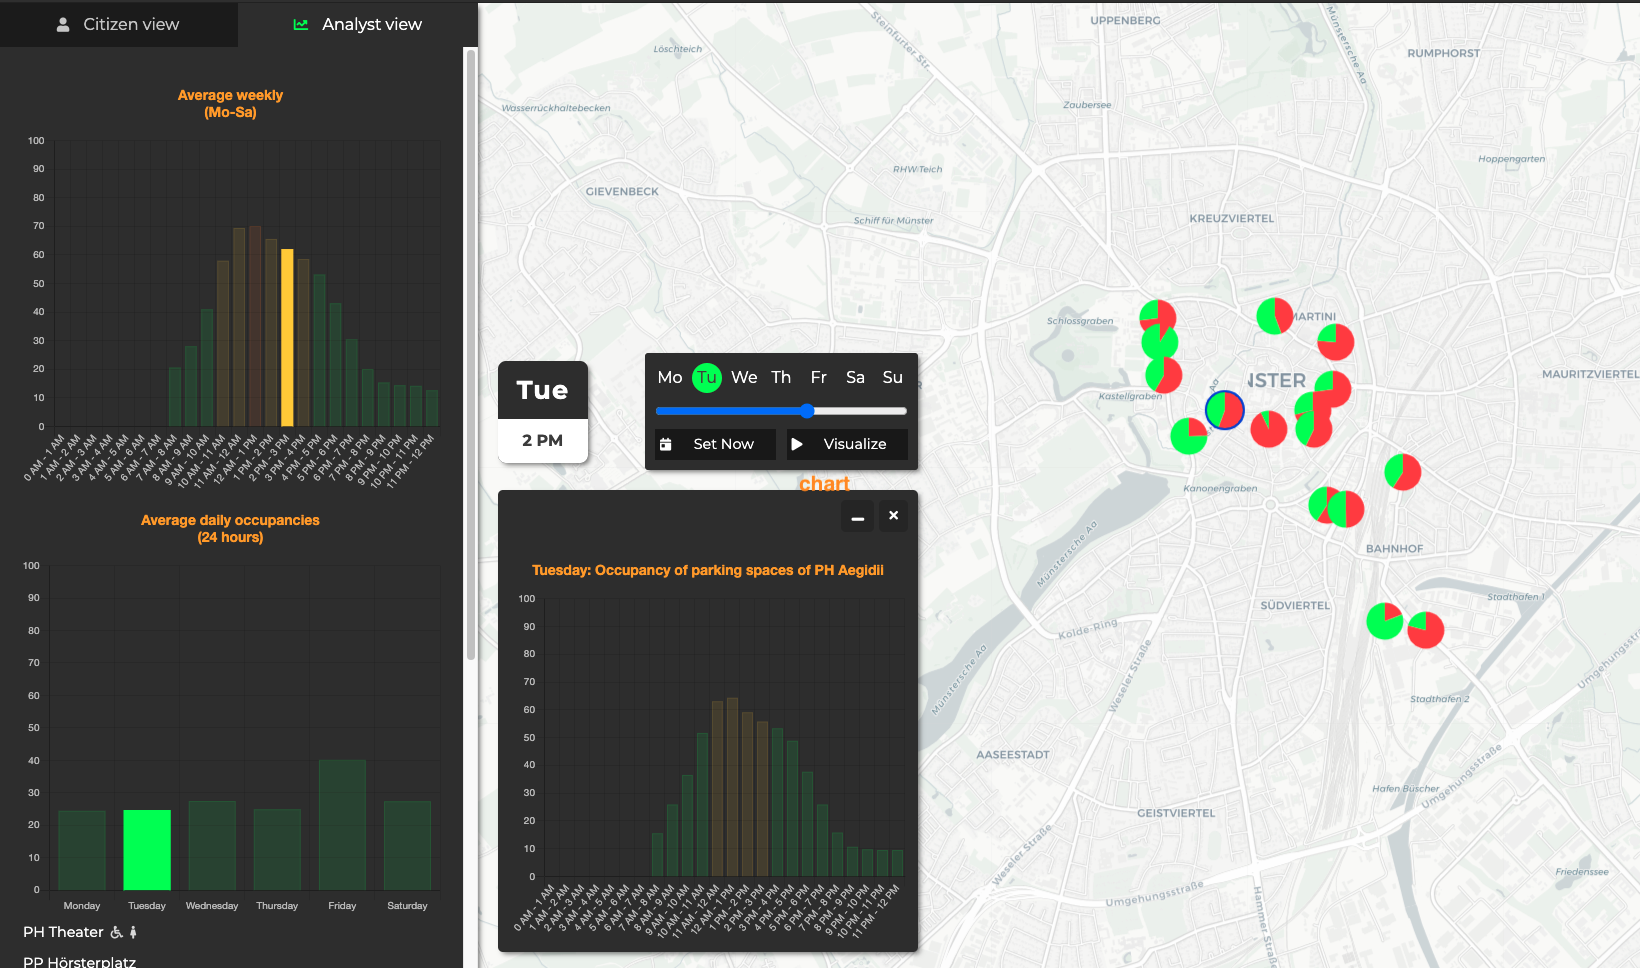 Citizen view
Analyst view
Average weekly
(Mo-Sa)
100
90
80
70
60
50
40
30
20
10
0
0 AM - 1 AM
1 AM - 2 AM
2 AM - 3 AM
3 AM - 4 AM
4 AM - 5 AM
5 AM - 6 AM
6 AM - 7 AM
7 AM - 8 AM
8 AM - 9 AM
9 AM - 10 AM
10 AM - 11 AM
11 AM - 12 AM
12 AM - 1 PM
1 PM - 2 PM
2 PM - 3 PM
3 PM - 4 PM
4 PM - 5 PM
5 PM - 6 PM
6 PM - 7 PM
7 PM - 8 PM
8 PM - 9 PM
9 PM - 10 PM
10 PM - 11 PM
11 PM - 12 PM
Average daily occupancies
(24 hours)
100
90
80
70
60
50
40
30
20
10
0
Monday
Tuesday
Wednesday
Thursday
Friday
Saturday
PH Theater
PP Hörsterplatz
Tue
2 PM
Mo Tu We Th Fr Sa Su
Set Now
Visualize
chart
Tuesday: Occupancy of parking spaces of PH Aegidii
100
90
80
70
60
50
40
30
20
10
0
0 AM - 1 AM
1 AM - 2 AM
2 AM - 3 AM
3 AM - 4 AM
4 AM - 5 AM
5 AM - 6 AM
6 AM - 7 AM
7 AM - 8 AM
8 AM - 9 AM
9 AM - 10 AM
10 AM - 11 AM
11 AM - 12 AM
12 AM - 1 PM
1 PM - 2 PM
2 PM - 3 PM
3 PM - 4 PM
4 PM - 5 PM
5 PM - 6 PM
6 PM - 7 PM
7 PM - 8 PM
8 PM - 9 PM
9 PM - 10 PM
10 PM - 11 PM
11 PM - 12 PM
UPPENBERG
Steinfurter Str
Münstersche Aa
Löschteich
RUMPHORST
Wasserrückhaltebecken
Zaubersee
Hoppengarten
RHW Teich
GIEVENBECK
Schiff für Münster
KREUZVIERTEL
Schlossgraben
MARTINI
NSTER
MAURITZVIERTEL
Kastellgraben
Aa
Kanonengraben
Münstersche Aa
BAHNHOF
Stadthafen 1
SÜDVIERTEL
Kolde-Ring
Umgehungsstraße
Münstersche Aa
Weseler Straße
Stadthafen 2
AASEESTADT
Umgehungsstraße
Hafen Büscher
GEISTVIERTEL
Weseler Straße
Umgehungsstraße
Friedenssee
Hammer Straße